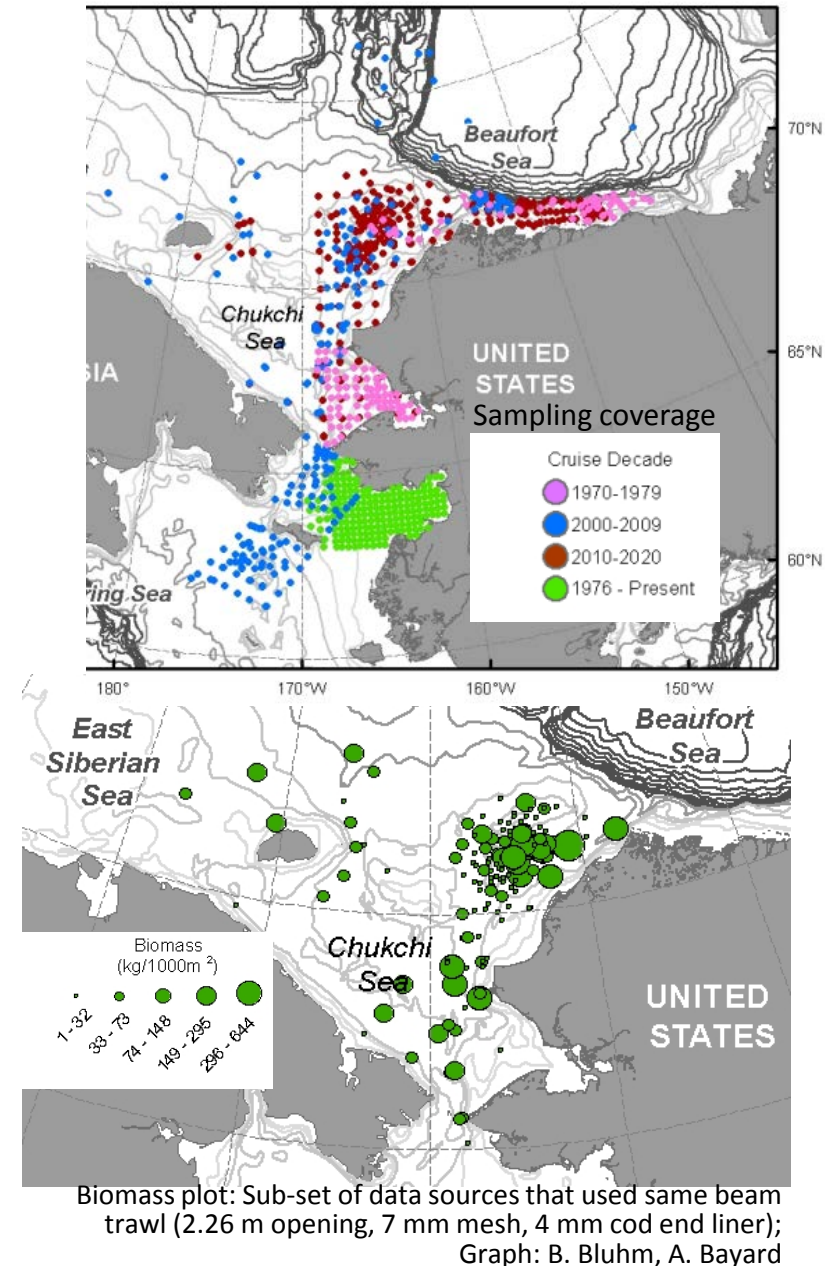 Beaufort
Sea
70°N
Chukchi
Sea
UNITED
STATES
65°N
SIA
Sampling coverage
Cruise Decade
1970-1979
2000-2009
2010-2020
1976 - Present
60°N
ring Sea
180°
170°W
160°W
150°W
East
Siberian
Sea
Beaufort
Sea
Biomass
(kg/1000m ²)
1 - 32
33 - 73
74 - 148
149 - 295
296 - 644
Chukchi
Sea
UNITED
STATES
Biomass plot: Sub-set of data sources that used same beam
trawl (2.26 m opening, 7 mm mesh, 4 mm cod end liner);
Graph: B. Bluhm, A. Bayard